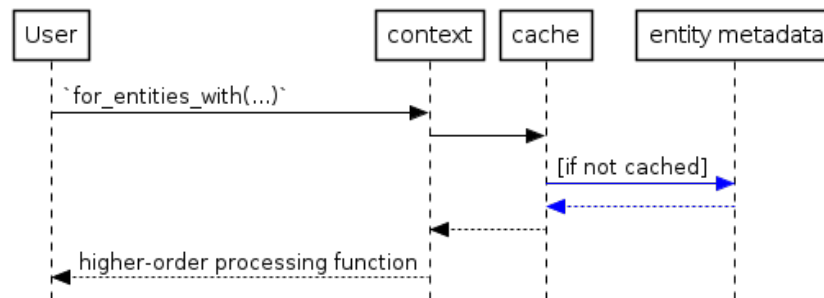 User
context
cache
entity metadata
`for_entities_with(...)`
[if not cached]
higher-order processing function